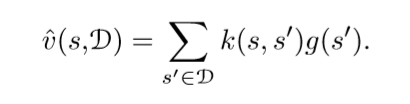 v̂(s,𝒟) = ∑_{s′∈𝒟} k(s, s′)g(s′).